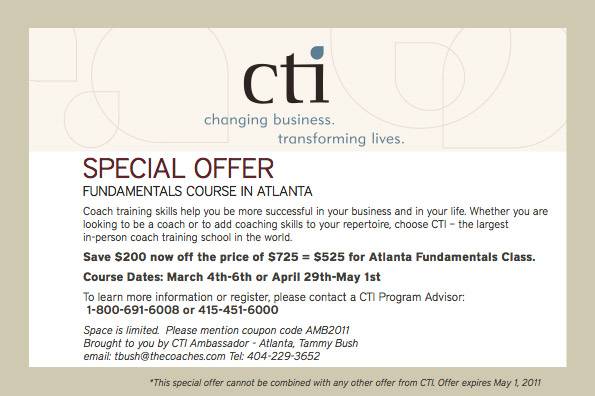 cti
changing business.
transforming lives.
SPECIAL OFFER
FUNDAMENTALS COURSE IN ATLANTA
Coach training skills help you be more successful in your business and in your life. Whether you are
looking to be a coach or to add coaching skills to your repertoire, choose CTI – the largest
in-person coach training school in the world.
Save $200 now off the price of $725 = $525 for Atlanta Fundamentals Class.
Course Dates: March 4th-6th or April 29th-May 1st
To learn more information or register, please contact a CTI Program Advisor:
1-800-691-6008 or 415-451-6000
Space is limited. Please mention coupon code AMB2011
Brought to you by CTI Ambassador - Atlanta, Tammy Bush
email: tbush@thecoaches.com Tel: 404-229-3652
*This special offer cannot be combined with any other offer from CTI. Offer expires May 1, 2011